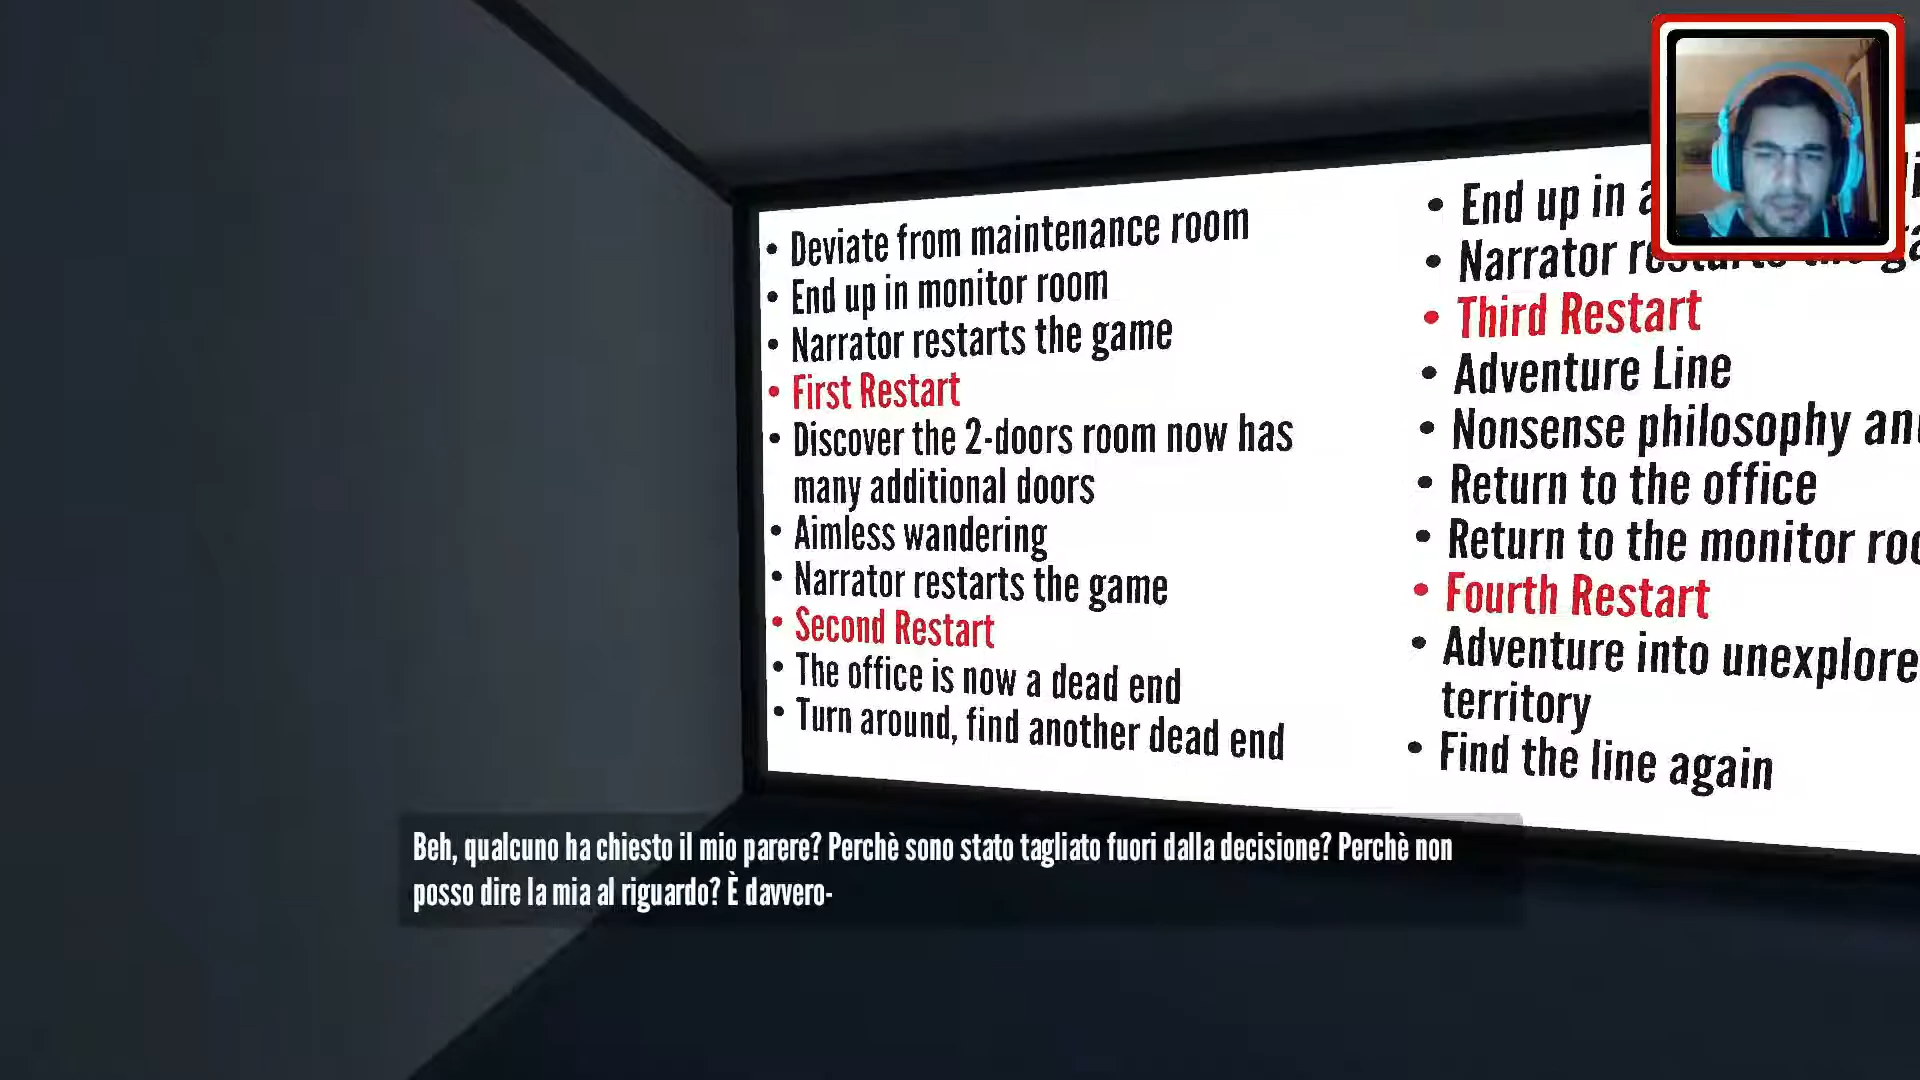 • Deviate from maintenance room
• End up in monitor room
• Narrator restarts the game
• First Restart
• Discover the 2-doors room now has
many additional doors
• Aimless wandering
• Narrator restarts the game
• Second Restart
• The office is now a dead end
• Turn around, find another dead end
• End up in a
• Narrator restarts the
• Third Restart
• Adventure Line
• Nonsense philosophy
• Return to the office
• Return to the monitor
• Fourth Restart
• Adventure into
territory
• Find the line again
Beh, qualcuno ha chiesto il mio parere? Perchè sono stato tagliato fuori dalla decisione? Perchè non
posso dire la mia al riguardo? È davvero-